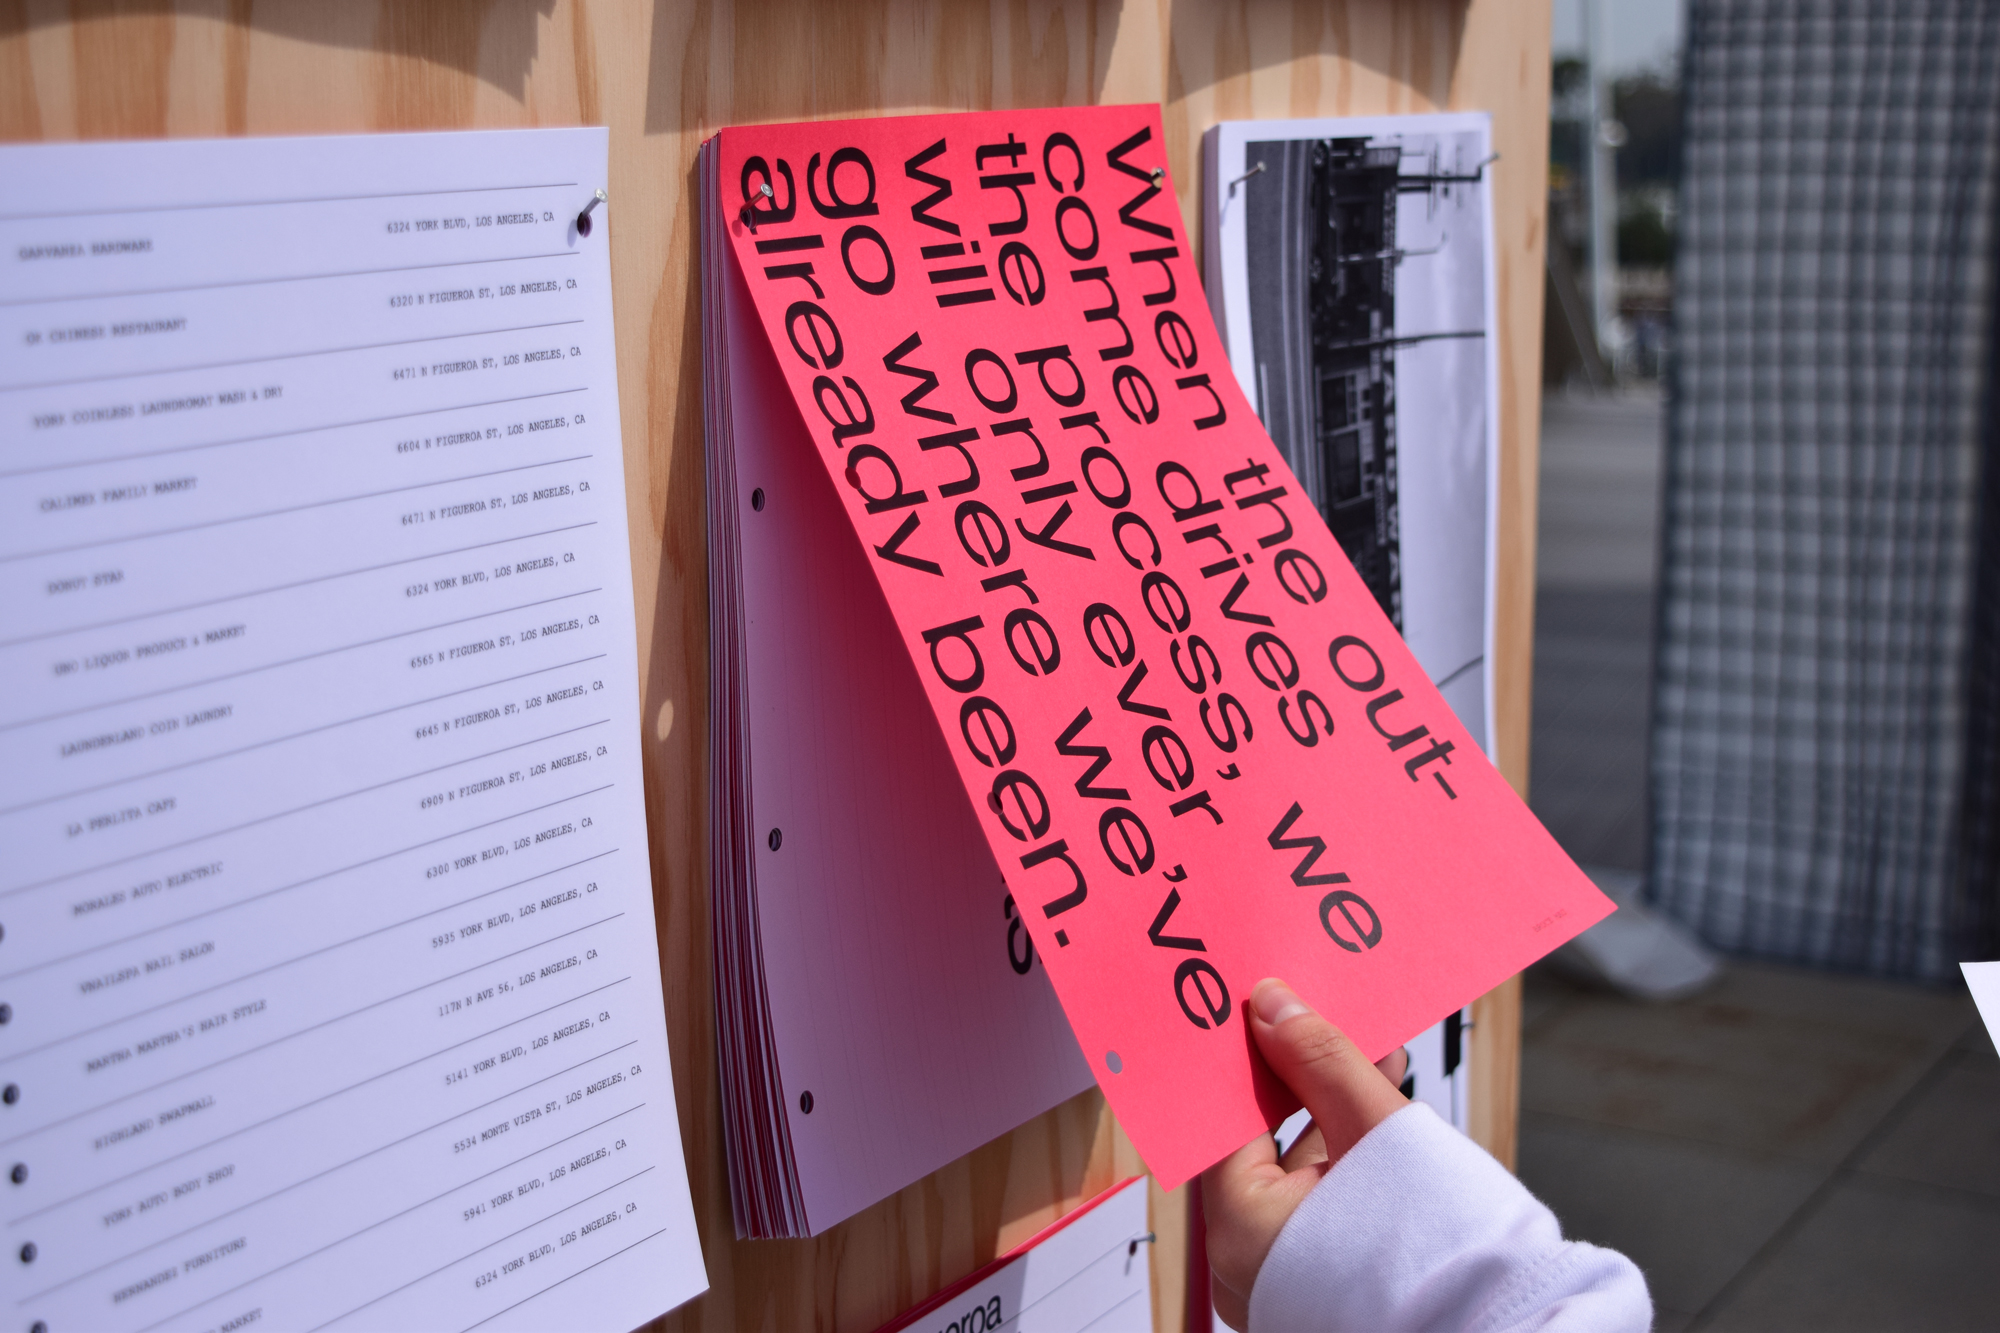 GARVANZA HARDWARE 6324 YORK BLVD, LOS ANGELES, CA
OK CHINESE RESTAURANT 6320 N FIGUEROA ST, LOS ANGELES, CA
YORK COINLESS LAUNDROMAT WASH & DRY 6471 N FIGUEROA ST, LOS ANGELES, CA
CALIMEX FAMILY MARKET 6604 N FIGUEROA ST, LOS ANGELES, CA
DONUT STAR 6471 N FIGUEROA ST, LOS ANGELES, CA
LIQUOR PRODUCE & MARKET 6324 YORK BLVD, LOS ANGELES, CA
LAUNDERLAND COIN LAUNDRY 6565 N FIGUEROA ST, LOS ANGELES, CA
LA PERLITA CAFE 6645 N FIGUEROA ST, LOS ANGELES, CA
MORALES AUTO ELECTRIC 6909 N FIGUEROA ST, LOS ANGELES, CA
VNAILSPA NAIL SALON 6300 YORK BLVD, LOS ANGELES, CA
MARTHA MARTHA'S HAIR STYLE 5935 YORK BLVD, LOS ANGELES, CA
HIGHLAND SWAPMALL 117N N AVE 56, LOS ANGELES, CA
YORK AUTO BODY SHOP 5141 YORK BLVD, LOS ANGELES, CA
HERNANDEZ FURNITURE 5534 MONTE VISTA ST, LOS ANGELES, CA
MARKET 5941 YORK BLVD, LOS ANGELES, CA
6324 YORK BLVD, LOS ANGELES, CA
When the out-
come drives we
the process,
will only ever
go where we've
already been.